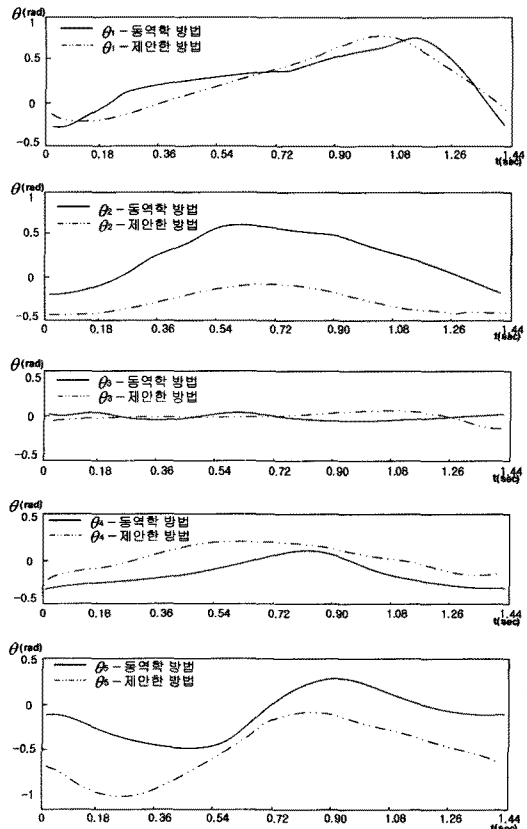 θ(rad)
1
0.5
0
-0.5
θ₁-동역학 방법
θ₁-제안한 방법
0 0.18 0.36 0.54 0.72 0.90 1.08 1.26 1.44
t(sec)
θ(rad)
1
0.5
0
-0.5
θ₂-동역학 방법
θ₂-제안한 방법
0 0.18 0.36 0.54 0.72 0.90 1.08 1.26 1.44
t(sec)
θ(rad)
0.5
0
-0.5
θ₃-동역학 방법
θ₃-제안한 방법
0 0.18 0.36 0.54 0.72 0.90 1.08 1.26 1.44
t(sec)
θ(rad)
0.5
0
-0.5
θ₄-동역학 방법
θ₄-제안한 방법
0 0.18 0.36 0.54 0.72 0.90 1.08 1.26 1.44
t(sec)
θ(rad)
0.5
0
-0.5
-1
θ₅-동역학 방법
θ₅-제안한 방법
0 0.18 0.36 0.54 0.72 0.90 1.08 1.26 1.44
t(sec)